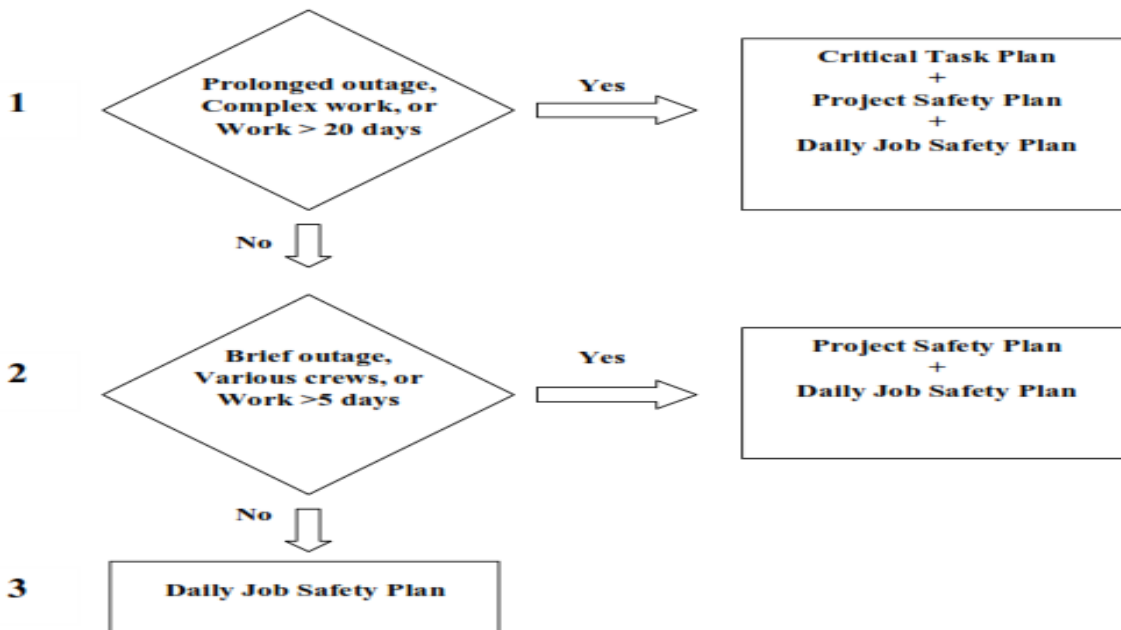 1
Prolonged outage,
Complex work, or
Work > 20 days
Yes
Critical Task Plan
+
Project Safety Plan
+
Daily Job Safety Plan
No
2
Brief outage,
Various crews, or
Work >5 days
Yes
Project Safety Plan
+
Daily Job Safety Plan
No
3
Daily Job Safety Plan